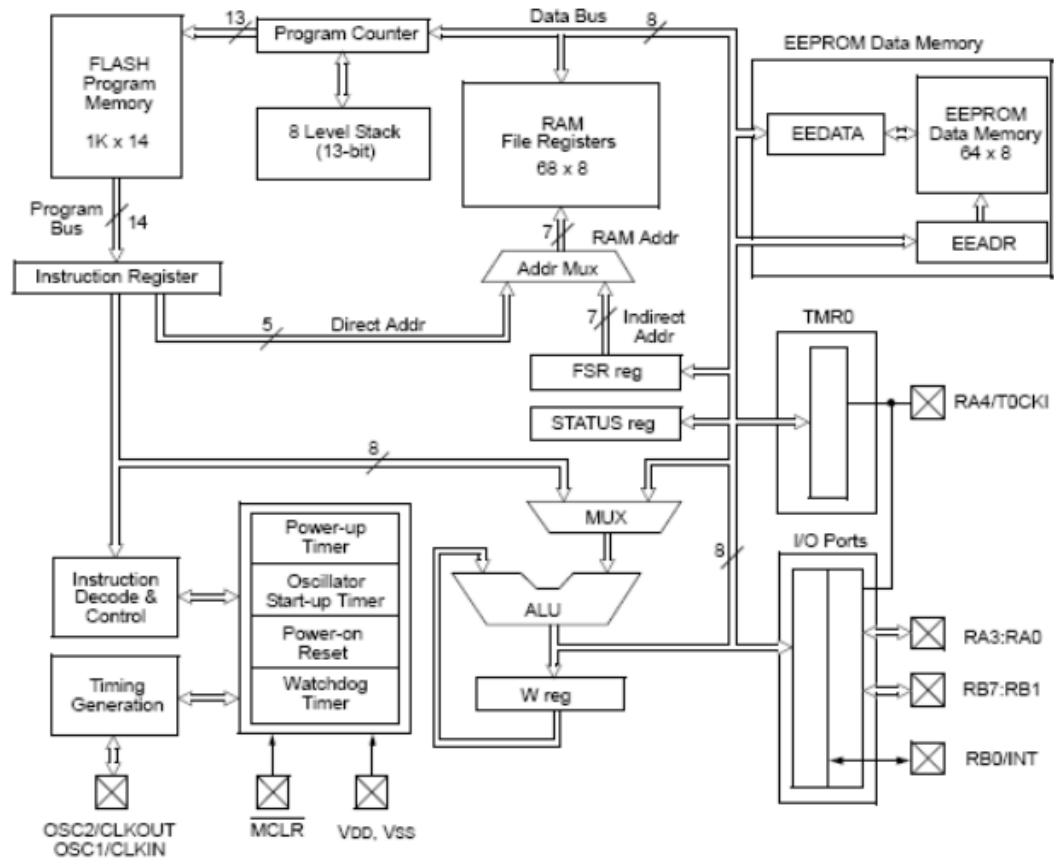 Data Bus
13
8
Program Counter
EEPROM Data Memory
FLASH
Program
Memory
1K x 14
8 Level Stack
(13-bit)
RAM
File Registers
68 x 8
EEDATA
EEPROM
Data Memory
64 x 8
EEADR
Program
Bus
14
7
RAM Addr
Addr Mux
Instruction Register
5
Direct Addr
7
Indirect
Addr
FSR reg
STATUS reg
TMR0
RA4/T0CKI
8
MUX
8
I/O Ports
Power-up
Timer
Oscillator
Start-up Timer
Power-on
Reset
Watchdog
Timer
Instruction
Decode &
Control
Timing
Generation
ALU
W reg
RA3:RA0
RB7:RB1
RB0/INT
OSC2/CLKOUT
OSC1/CLKIN
MCLR
VDD, VSS